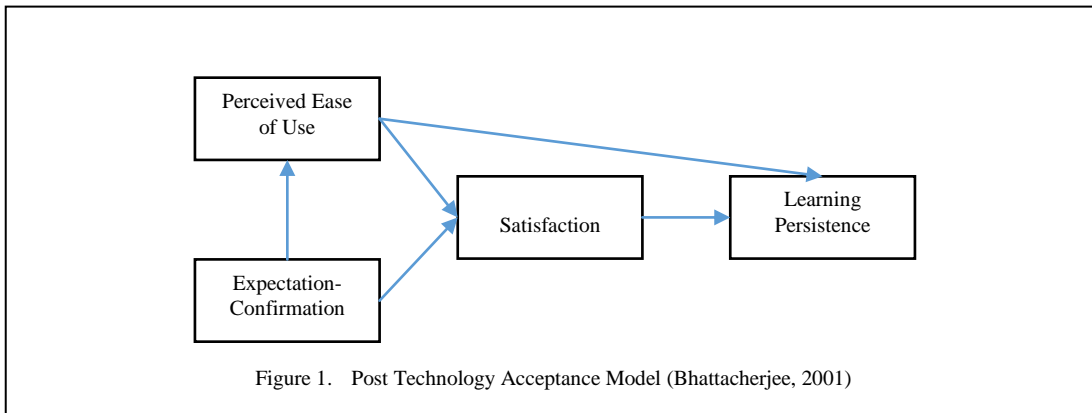 Perceived Ease
of Use
Satisfaction
Learning
Persistence
Expectation-
Confirmation
Figure 1. Post Technology Acceptance Model (Bhattacherjee, 2001)